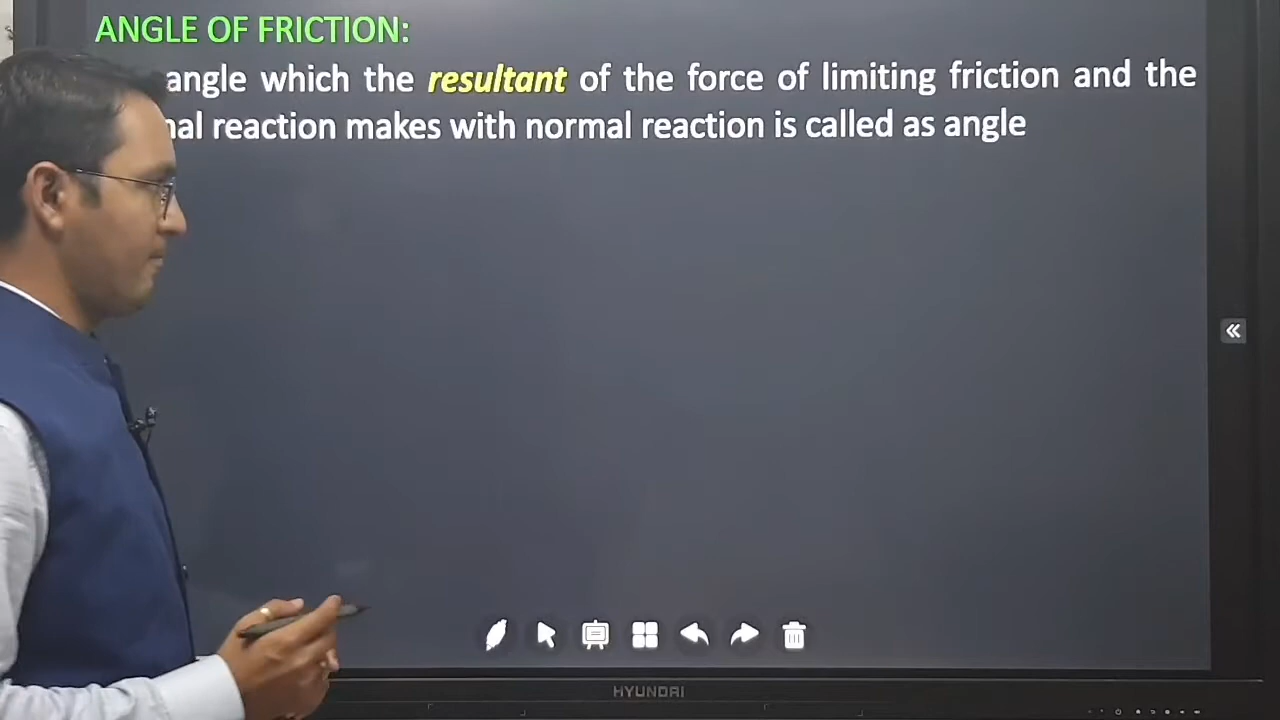 ANGLE OF FRICTION:
angle which the resultant of the force of limiting friction and the
nal reaction makes with normal reaction is called as angle
HYUNDAI